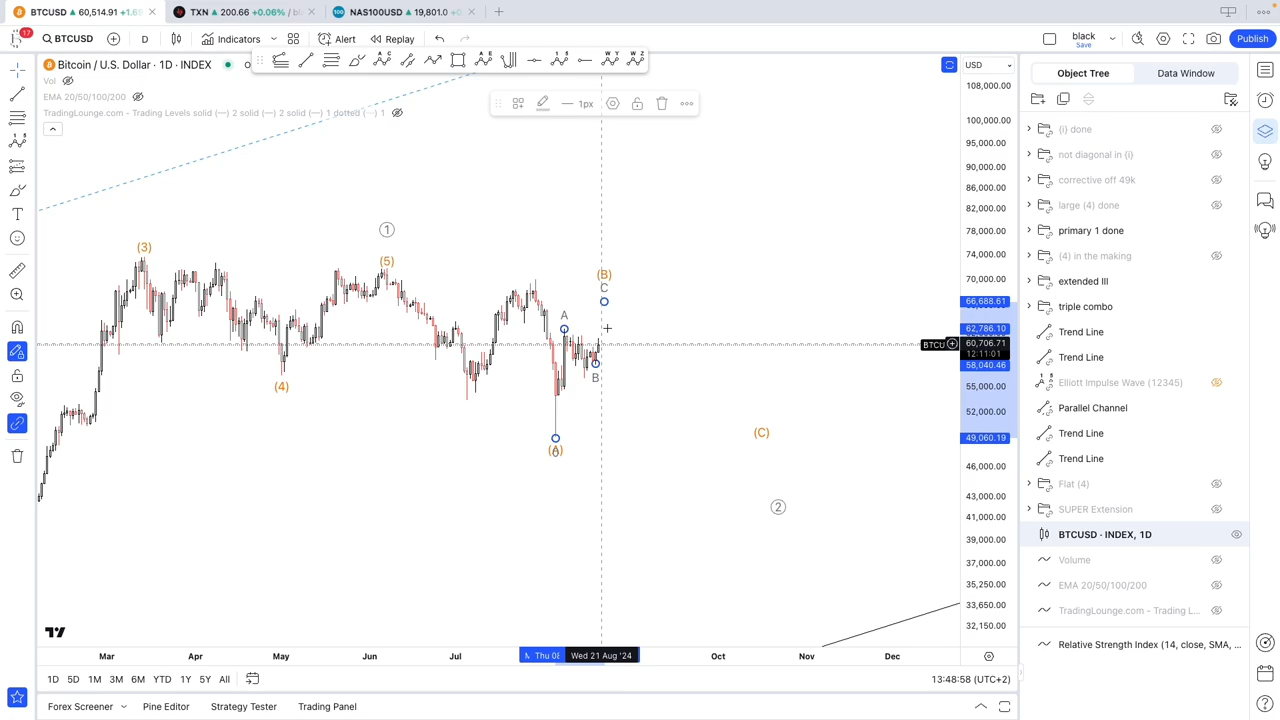 BTCUSD ▲ 60,514.91 +1.6
TXN ▲ 200.66 +0.06% / bla
NAS100USD ▲ 19,801.0 +0.
17
BTCUSD
D
Indicators
Alert
Replay
black
Save
Publish
Bitcoin / U.S. Dollar · 1D · INDEX
Vol
EMA 20/50/100/200
TradingLounge.com - Trading Levels solid (—) 2 solid (—) 2 solid (—) 1 dotted (—) 1
1px
USD
108,000.00
100,000.00
95,000.00
90,000.00
86,000.00
82,000.00
78,000.00
74,000.00
70,000.00
66,688.61
62,786.10
BTCU
60,706.71
12:11:01
58,040.46
55,000.00
52,000.00
49,060.19
46,000.00
43,000.00
41,000.00
39,000.00
37,000.00
35,250.00
33,650.00
32,150.00
(3)
(4)
1
(5)
A
(B)
C
B
(A)
(C)
2
Mar
Apr
May
Jun
Jul
Thu 08
Wed 21 Aug '24
Oct
Nov
Dec
1D 5D 1M 3M 6M YTD 1Y 5Y All
13:48:58 (UTC+2)
Forex Screener
Pine Editor
Strategy Tester
Trading Panel
Object Tree
Data Window
{i} done
not diagonal in {i}
corrective off 49k
large (4) done
primary 1 done
(4) in the making
extended III
triple combo
Trend Line
Trend Line
Elliott Impulse Wave (12345)
Parallel Channel
Trend Line
Trend Line
Flat (4)
SUPER Extension
BTCUSD · INDEX, 1D
Volume
EMA 20/50/100/200
TradingLounge.com - Trading L...
Relative Strength Index (14, close, SMA, ...